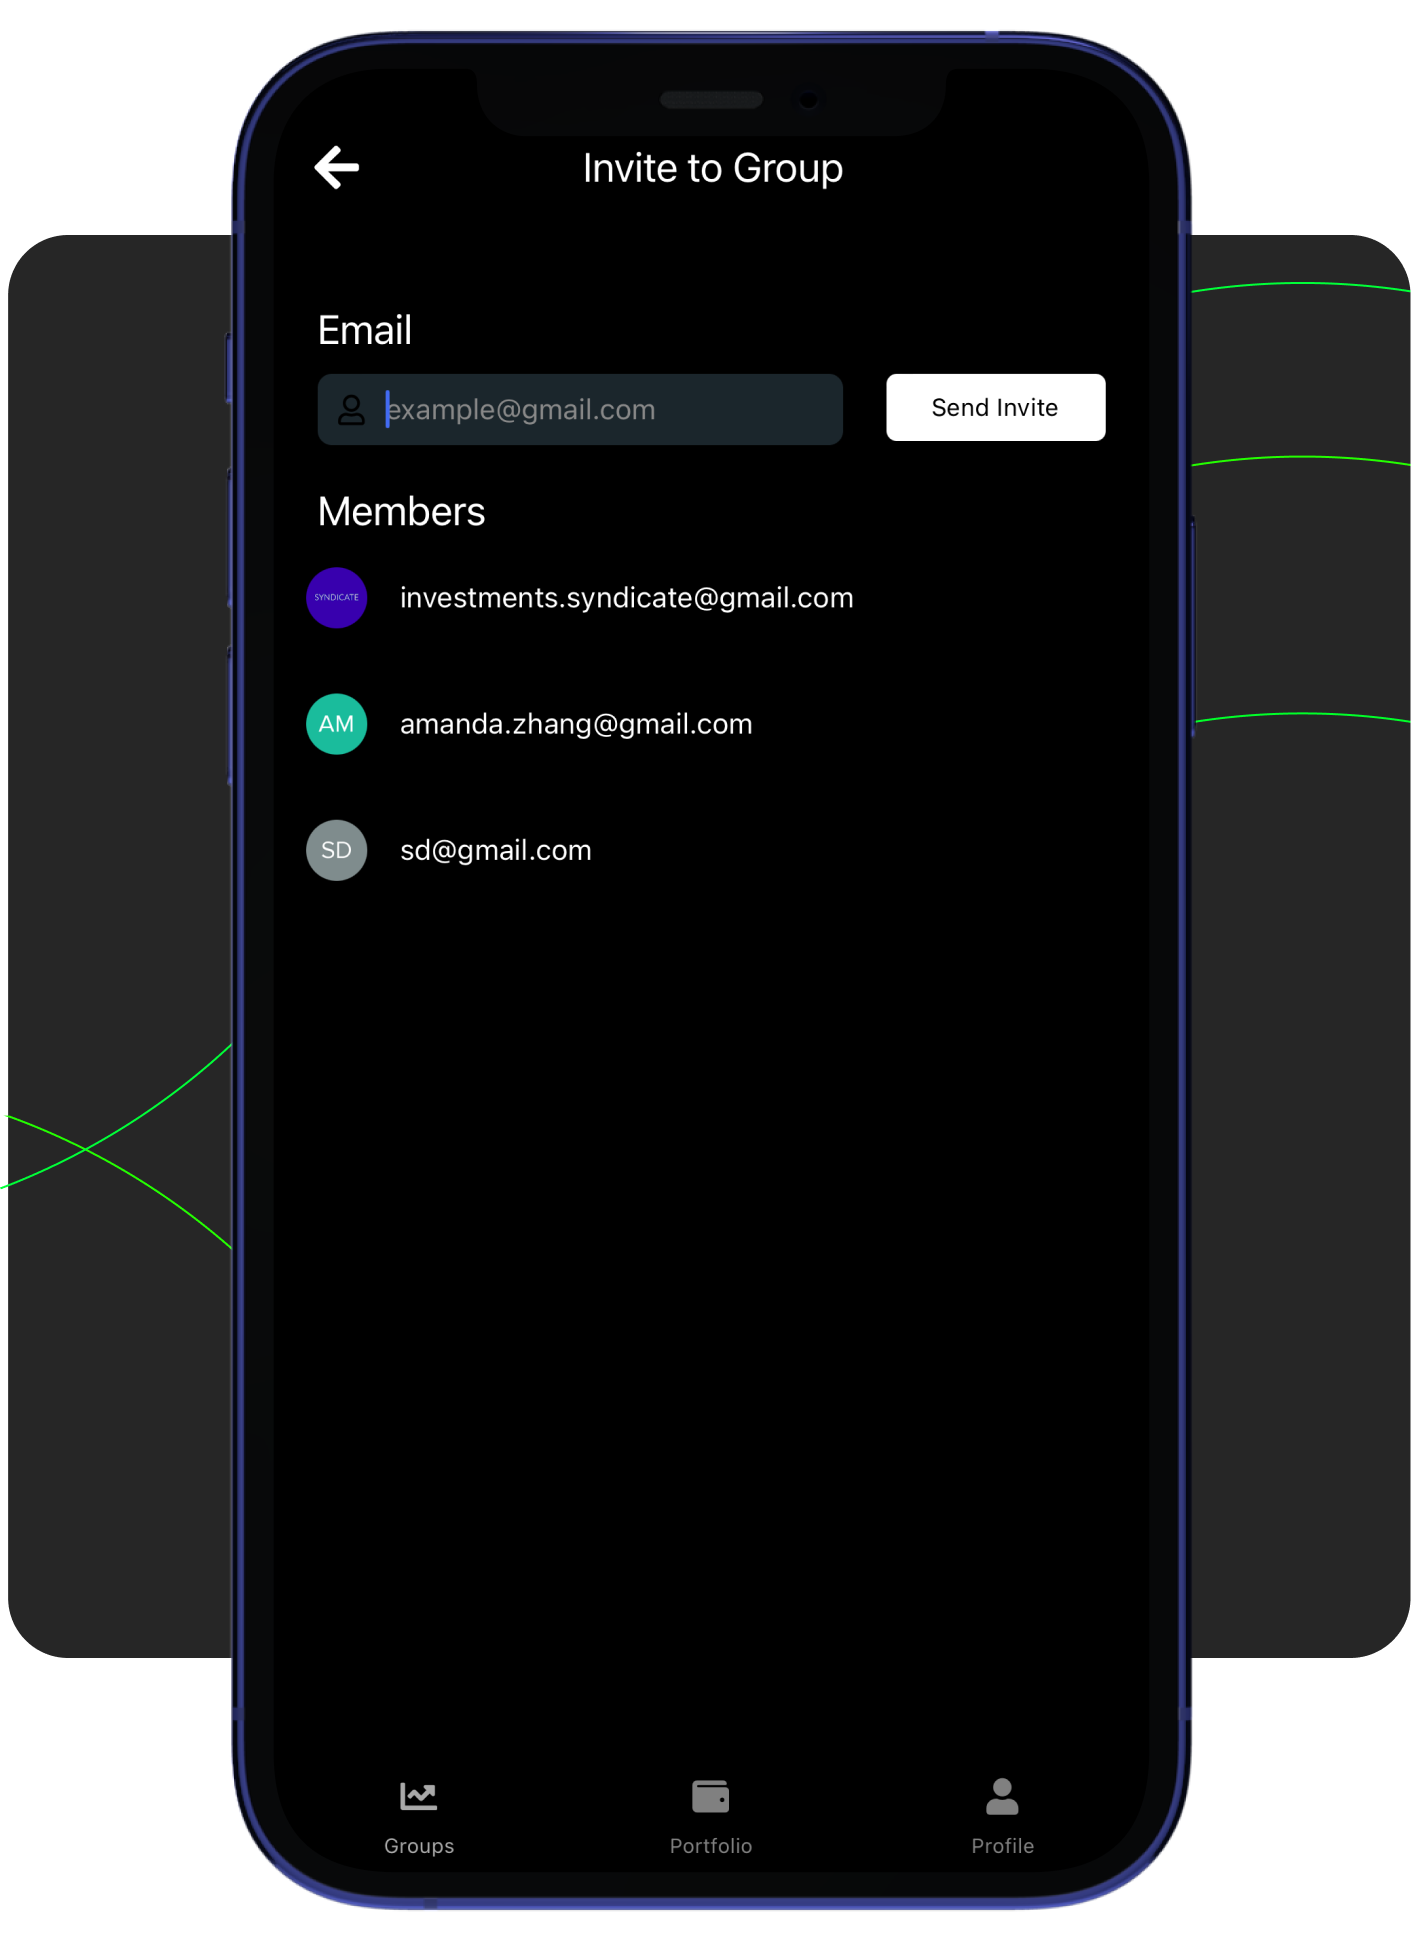 Invite to Group
Email
example@gmail.com
Send Invite
Members
SYNDICATE
investments.syndicate@gmail.com
AM
amanda.zhang@gmail.com
SD
sd@gmail.com
Groups
Portfolio
Profile